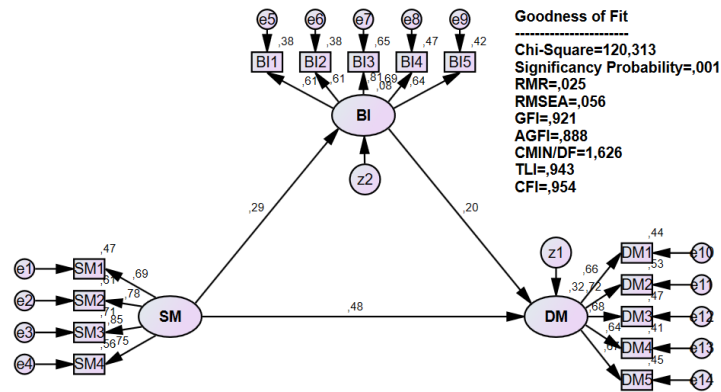 e5 e6 e7 e8 e9
,38 ,38 ,65 ,47 ,42
BI1 BI2 BI3 BI4 BI5
,61 ,61 ,81 ,69 ,64
,08
BI
z2
Goodness of Fit
-----------------------
Chi-Square=120,313
Significancy Probability=,001
RMR=,025
RMSEA=,056
GFI=,921
AGFI=,888
CMIN/DF=1,626
TLI=,943
CFI=,954
,29 ,20
,47
e1 SM1 ,69
,61
e2 SM2 ,78
,71
e3 SM3 ,85
,56
e4 SM4 ,75
SM
,48
z1
,32
DM
,44
,66 DM1 e10
,53
,72 DM2 e11
,47
,68 DM3 e12
,41
,64 DM4 e13
,45
DM5 e14